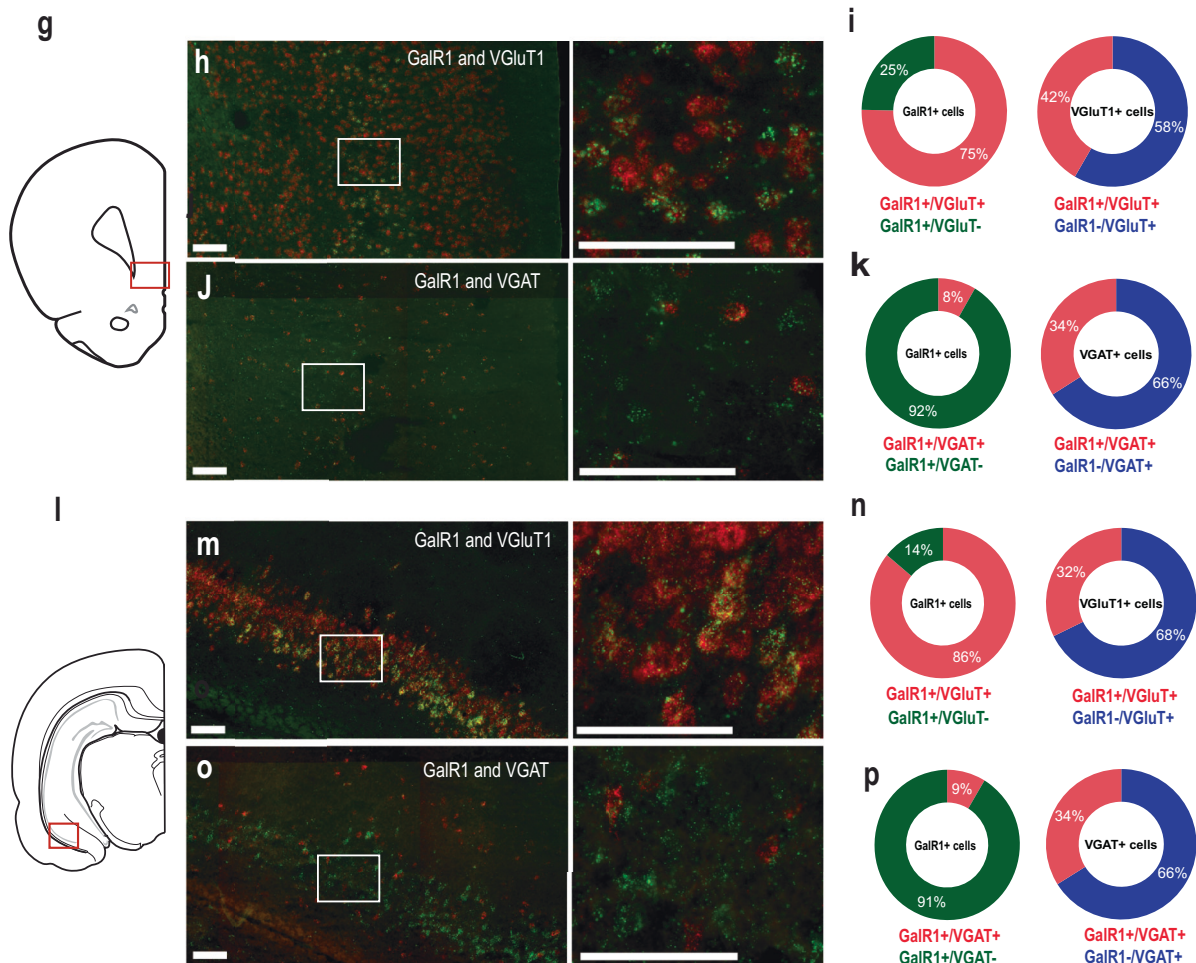 g
h
GalR1 and VGluT1
i
25%
GalR1+ cells
75%
GalR1+/VGluT+
GalR1+/VGluT-
42%
VGluT1+ cells
58%
GalR1+/VGluT+
GalR1-/VGluT+
J
GalR1 and VGAT
k
8%
GalR1+ cells
92%
GalR1+/VGAT+
GalR1+/VGAT-
34%
VGAT+ cells
66%
GalR1+/VGAT+
GalR1-/VGAT+
l
m
GalR1 and VGluT1
n
14%
GalR1+ cells
86%
GalR1+/VGluT+
GalR1+/VGluT-
32%
VGluT1+ cells
68%
GalR1+/VGluT+
GalR1-/VGluT+
o
GalR1 and VGAT
p
9%
GalR1+ cells
91%
GalR1+/VGAT+
GalR1+/VGAT-
34%
VGAT+ cells
66%
GalR1+/VGAT+
GalR1-/VGAT+